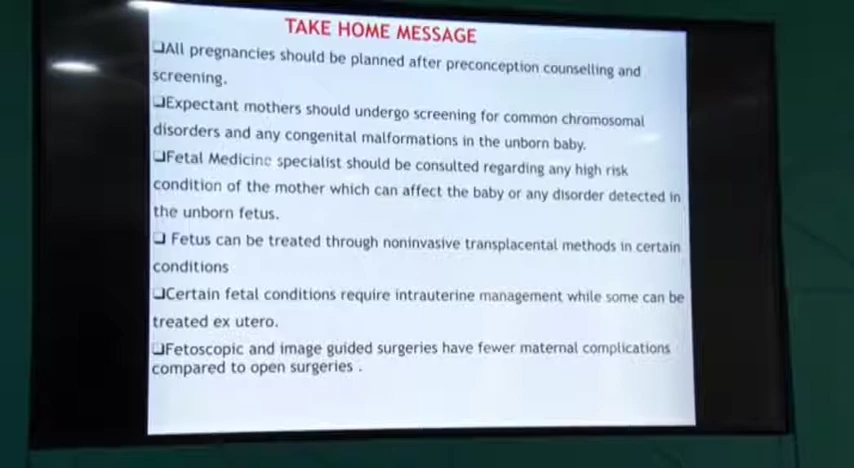 TAKE HOME MESSAGE
❑All pregnancies should be planned after preconception counselling and
screening.
❑Expectant mothers should undergo screening for common chromosomal
disorders and any congenital malformations in the unborn baby.
❑Fetal Medicine specialist should be consulted regarding any high risk
condition of the mother which can affect the baby or any disorder detected in
the unborn fetus.
❑ Fetus can be treated through noninvasive transplacental methods in certain
conditions
❑Certain fetal conditions require intrauterine management while some can be
treated ex utero.
❑Fetoscopic and image guided surgeries have fewer maternal complications
compared to open surgeries .